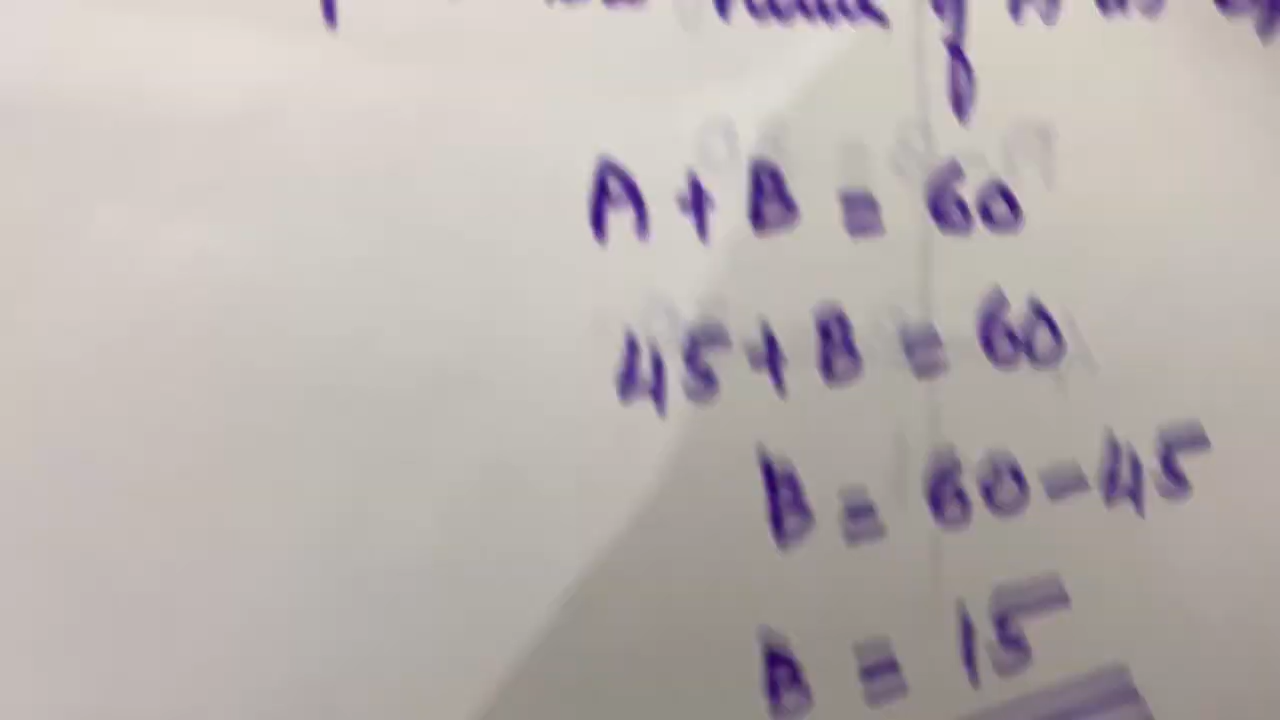 A + B = 60
45 + B = 60
B = 60 - 45
B = 15